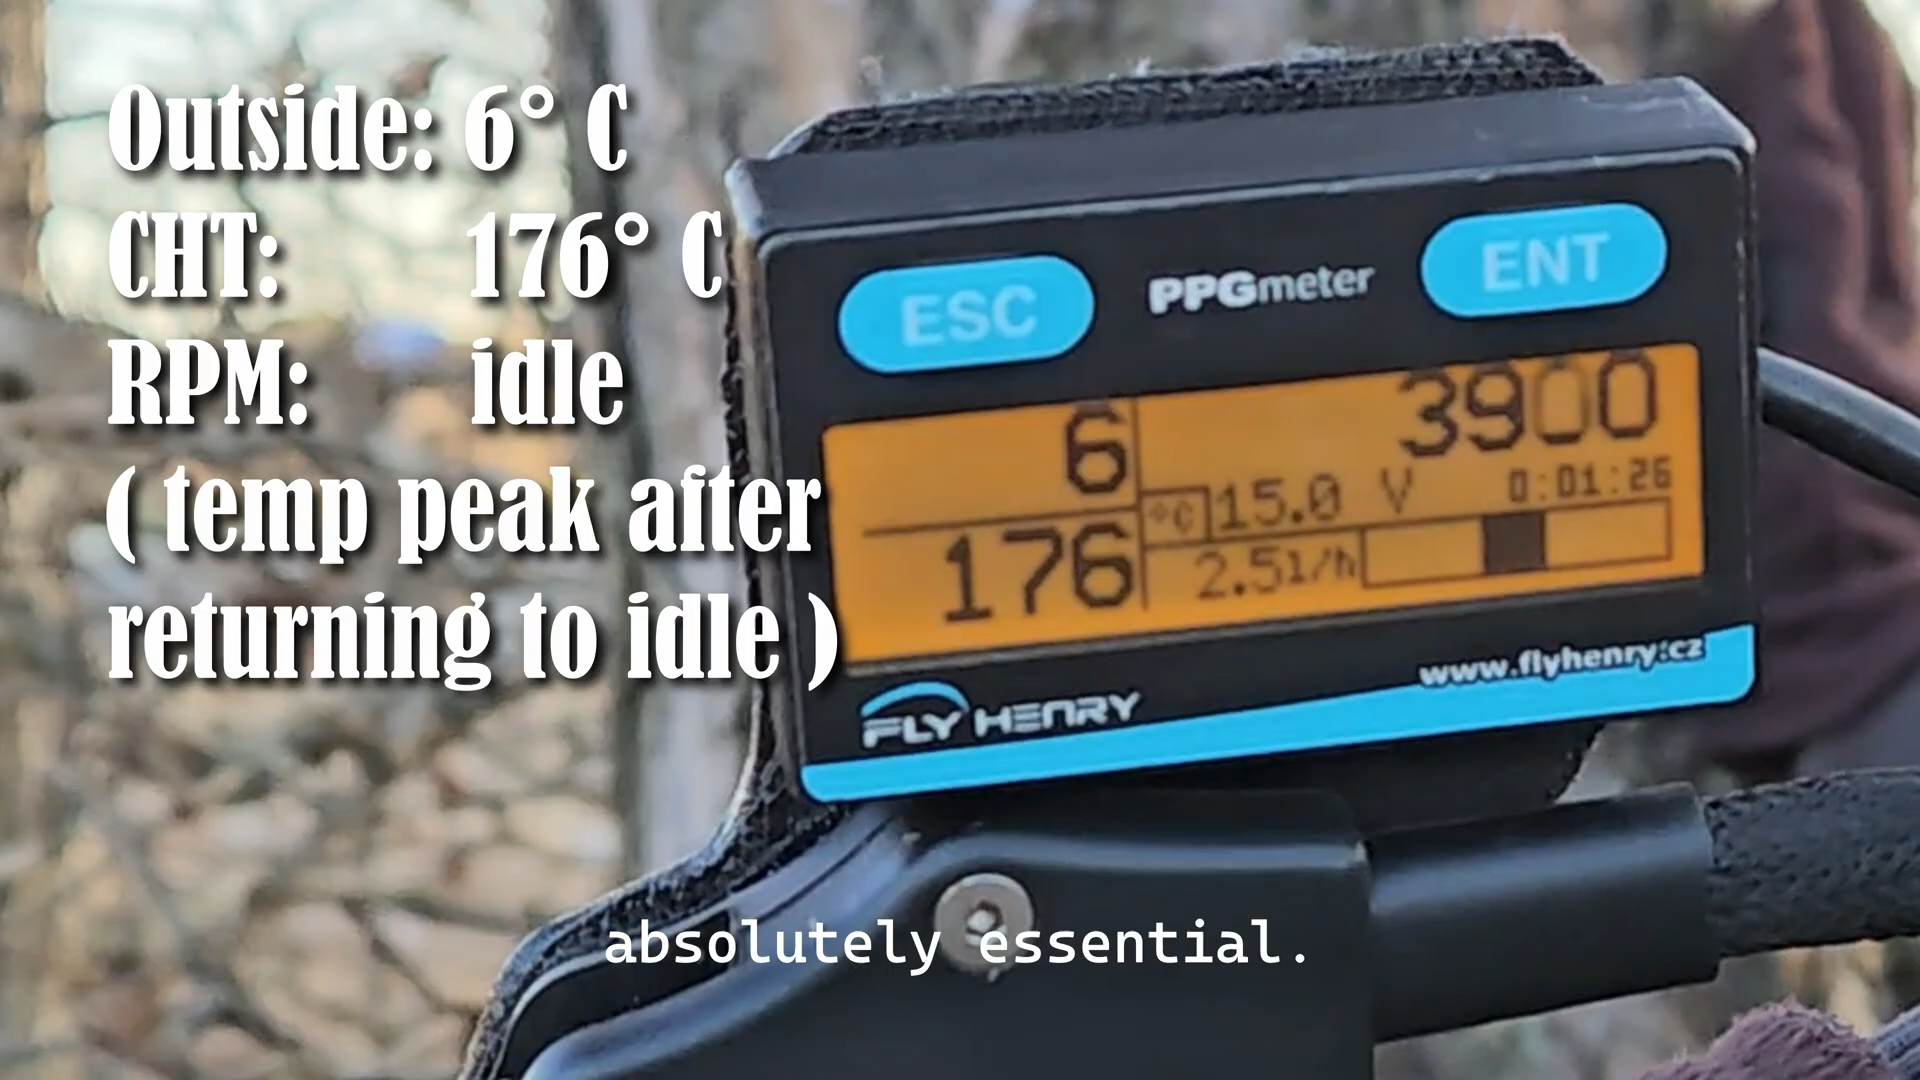 Outside: 6° C
CHT: 176° C
RPM: idle
( temp peak after
returning to idle )
ESC PPGmeter ENT
6 3900
°C 15.0 V 0:01:26
176 2.5l/h
FLY HENRY www.flyhenry.cz
absolutely essential.